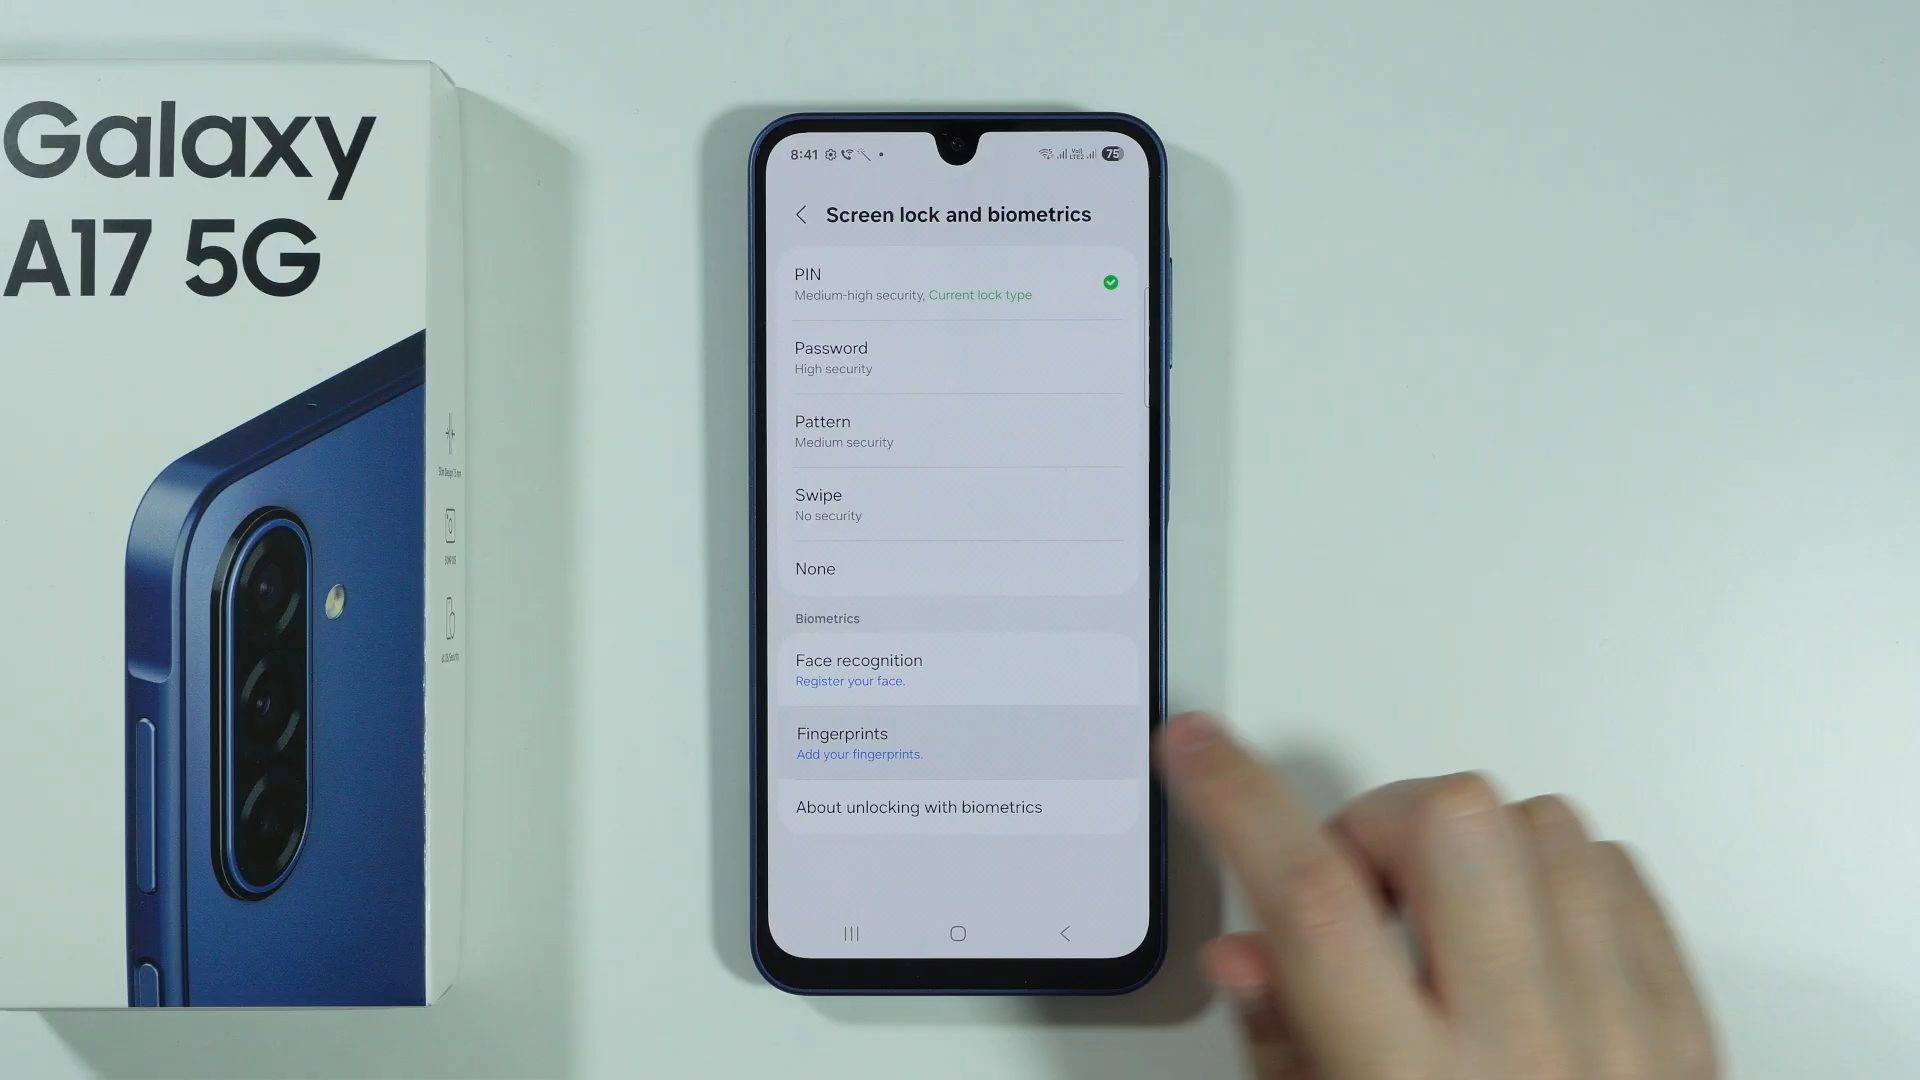 Galaxy
A17 5G
8:41
75
Screen lock and biometrics
PIN
Medium-high security, Current lock type
Password
High security
Pattern
Medium security
Swipe
No security
None
Biometrics
Face recognition
Register your face.
Fingerprints
Add your fingerprints.
About unlocking with biometrics